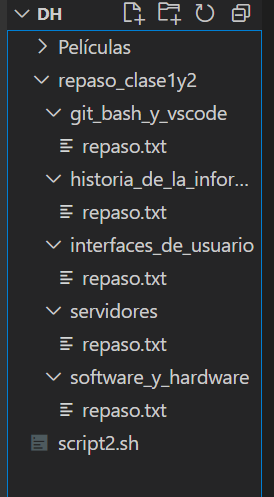 DH
Películas
repaso_clase1y2
git_bash_y_vscode
repaso.txt
historia_de_la_infor...
repaso.txt
interfaces_de_usuario
repaso.txt
servidores
repaso.txt
software_y_hardware
repaso.txt
script2.sh